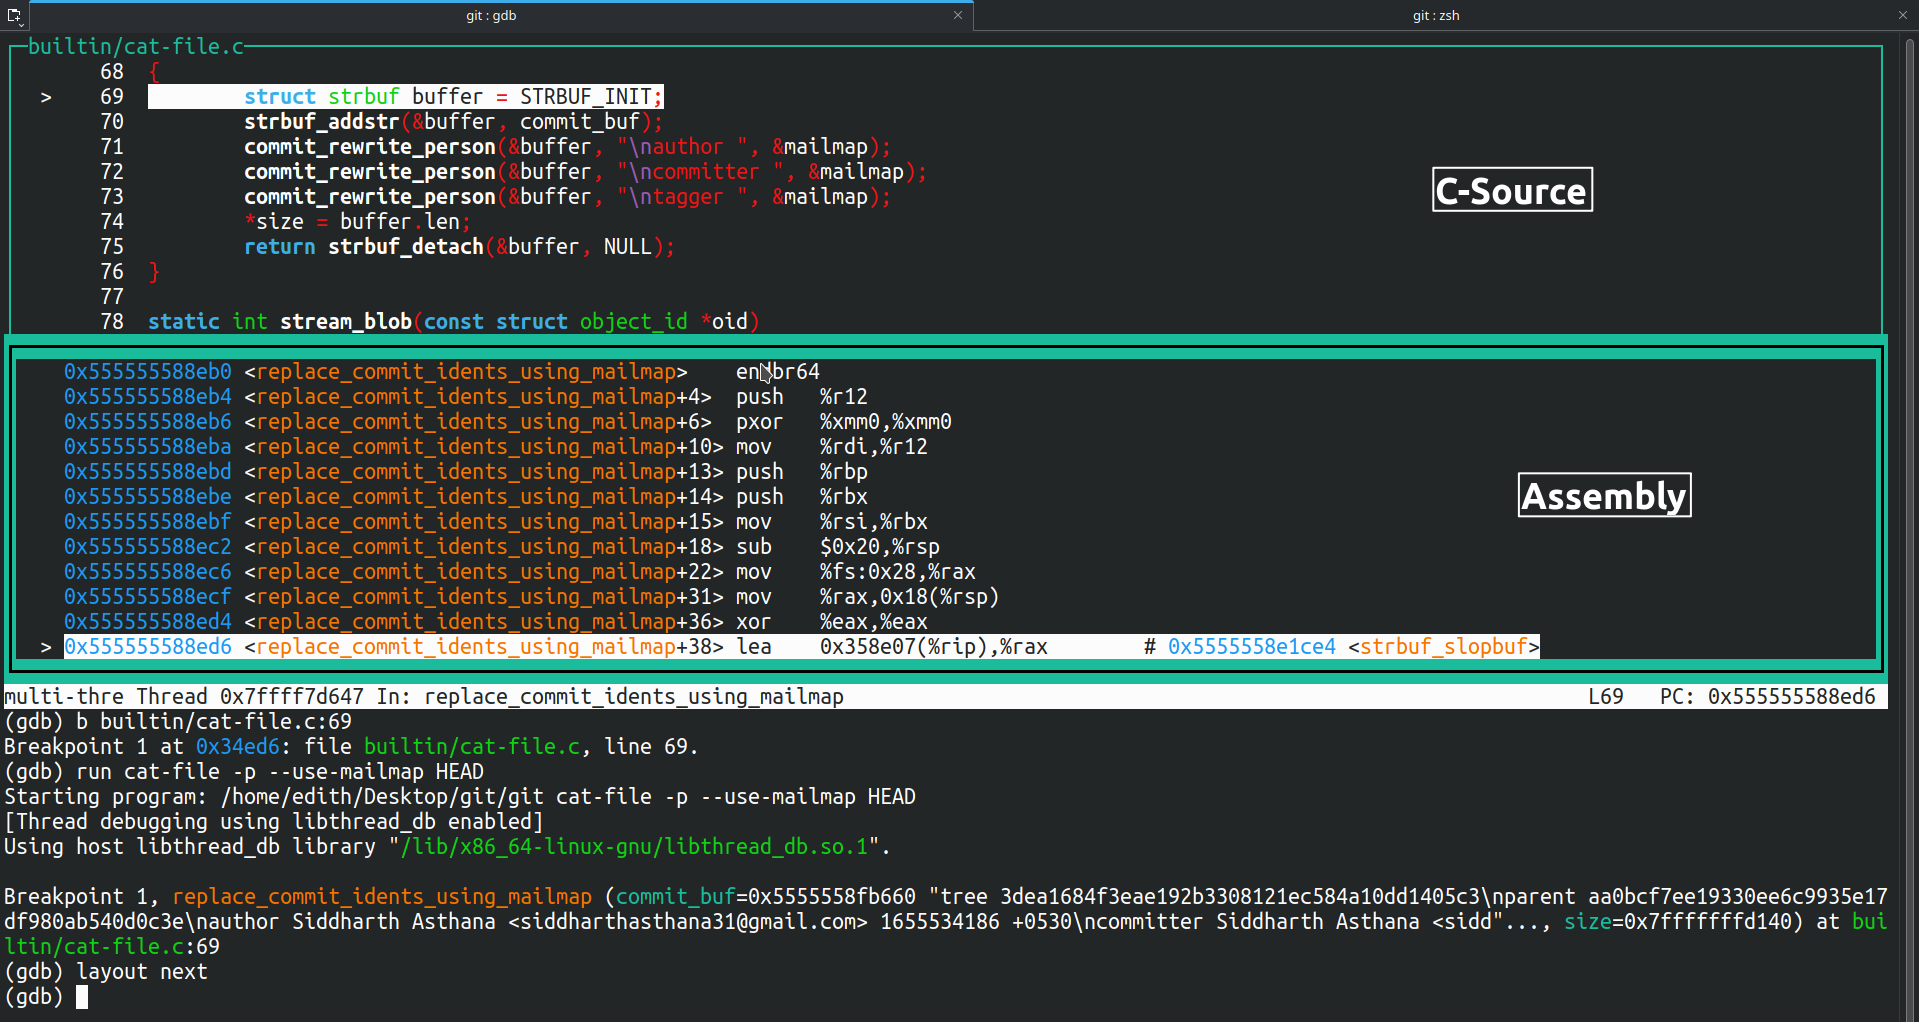 git : gdb
git : zsh
builtin/cat-file.c
68 {
> 69 struct strbuf buffer = STRBUF_INIT;
70 strbuf_addstr(&buffer, commit_buf);
71 commit_rewrite_person(&buffer, "\nauthor ", &mailmap);
72 commit_rewrite_person(&buffer, "\ncommitter ", &mailmap);
73 commit_rewrite_person(&buffer, "\ntagger ", &mailmap);
74 *size = buffer.len;
75 return strbuf_detach(&buffer, NULL);
76 }
77
78 static int stream_blob(const struct object_id *oid)
C-Source
0x555555588eb0 <replace_commit_idents_using_mailmap> endbr64
0x555555588eb4 <replace_commit_idents_using_mailmap+4> push %r12
0x555555588eb6 <replace_commit_idents_using_mailmap+6> pxor %xmm0,%xmm0
0x555555588eba <replace_commit_idents_using_mailmap+10> mov %rdi,%r12
0x555555588ebd <replace_commit_idents_using_mailmap+13> push %rbp
0x555555588ebe <replace_commit_idents_using_mailmap+14> push %rbx
0x555555588ebf <replace_commit_idents_using_mailmap+15> mov %rsi,%rbx
0x555555588ec2 <replace_commit_idents_using_mailmap+18> sub $0x20,%rsp
0x555555588ec6 <replace_commit_idents_using_mailmap+22> mov %fs:0x28,%rax
0x555555588ecf <replace_commit_idents_using_mailmap+31> mov %rax,0x18(%rsp)
0x555555588ed4 <replace_commit_idents_using_mailmap+36> xor %eax,%eax
> 0x555555588ed6 <replace_commit_idents_using_mailmap+38> lea 0x358e07(%rip),%rax # 0x5555558e1ce4 <strbuf_slopbuf>
Assembly
multi-thre Thread 0x7ffff7d647 In: replace_commit_idents_using_mailmap L69 PC: 0x555555588ed6
(gdb) b builtin/cat-file.c:69
Breakpoint 1 at 0x34ed6: file builtin/cat-file.c, line 69.
(gdb) run cat-file -p --use-mailmap HEAD
Starting program: /home/edith/Desktop/git/git cat-file -p --use-mailmap HEAD
[Thread debugging using libthread_db enabled]
Using host libthread_db library "/lib/x86_64-linux-gnu/libthread_db.so.1".
Breakpoint 1, replace_commit_idents_using_mailmap (commit_buf=0x5555558fb660 "tree 3dea1684f3eae192b3308121ec584a10dd1405c3\nparent aa0bcf7ee19330ee6c9935e17
df980ab540d0c3e\nauthor Siddharth Asthana <siddharthasthana31@gmail.com> 1655534186 +0530\ncommitter Siddharth Asthana <sidd"..., size=0x7fffffffd140) at bui
ltin/cat-file.c:69
(gdb) layout next
(gdb)